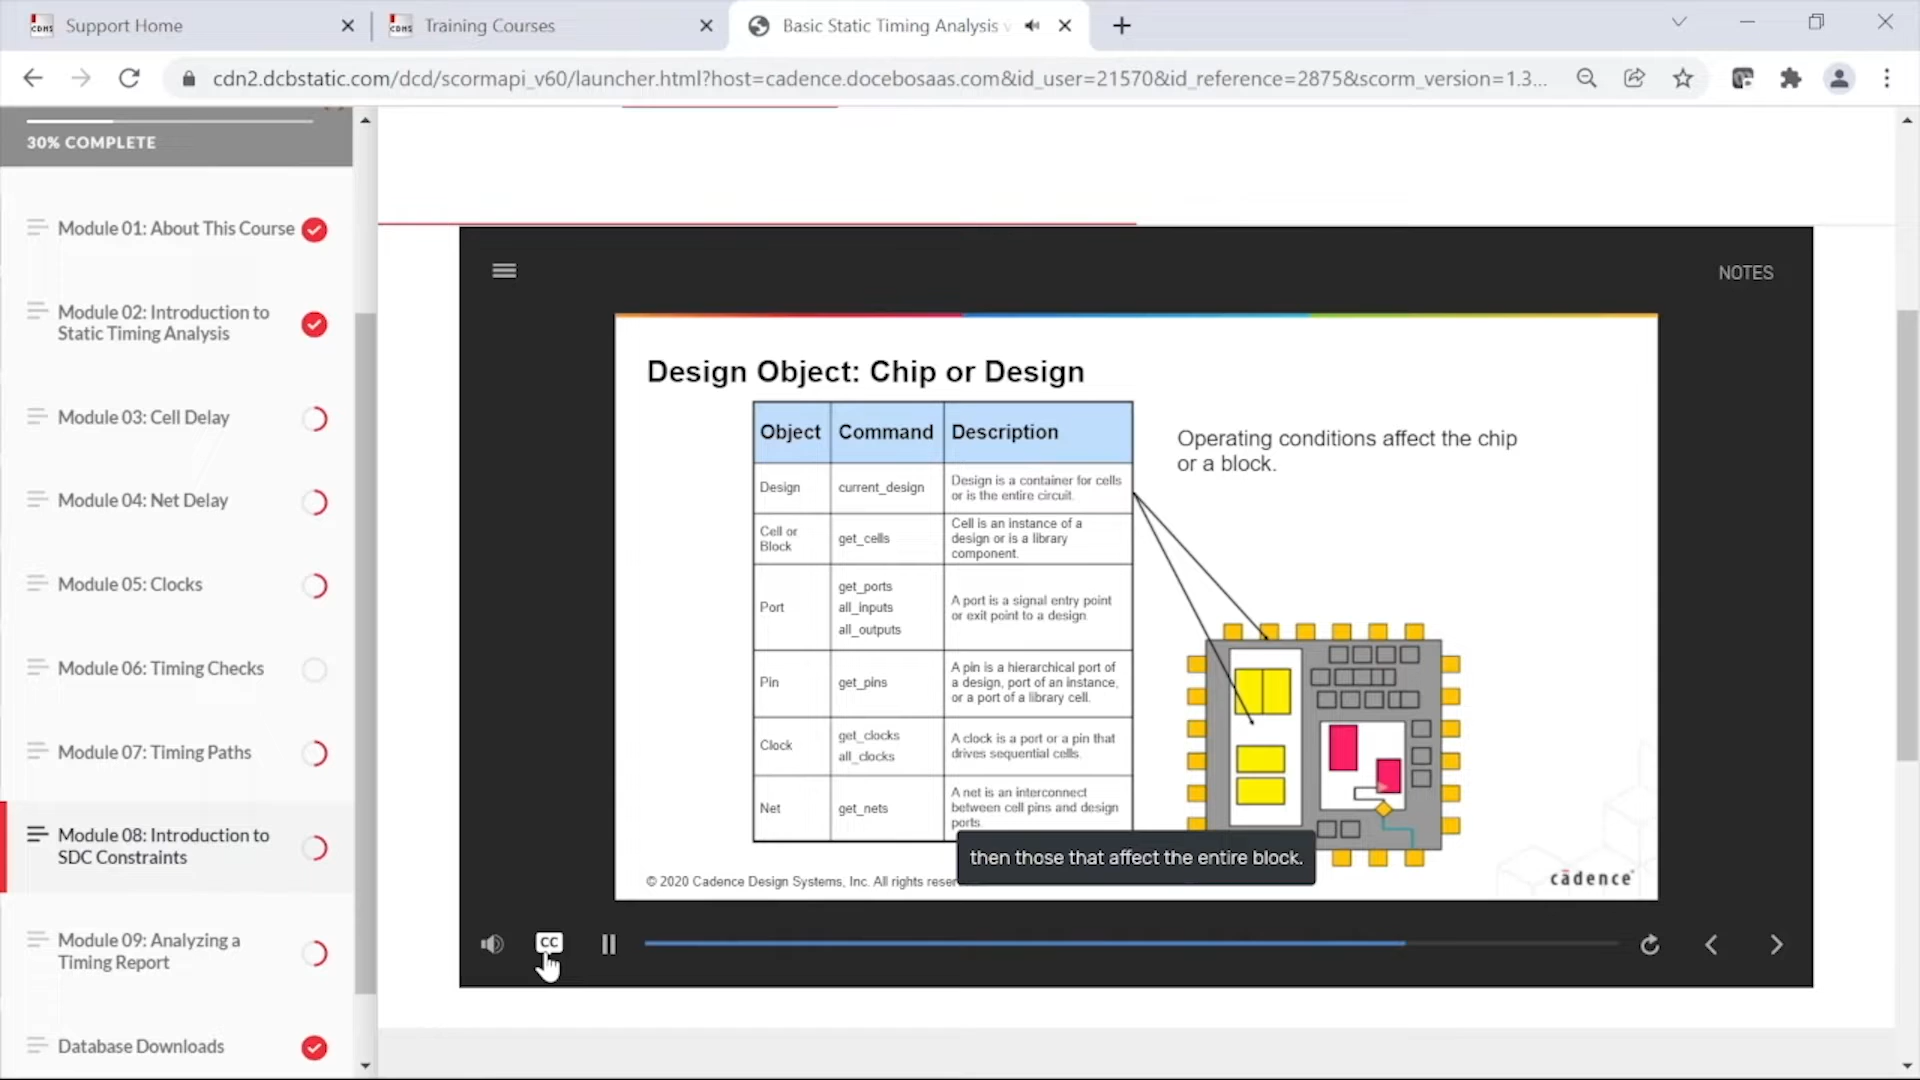 Support Home
Training Courses
Basic Static Timing Analysis v
cdn2.dcbstatic.com/dcd/scormapi_v60/launcher.html?host=cadence.docebosaas.com&id_user=21570&id_reference=2875&scorm_version=1.3...
30% COMPLETE
Module 01: About This Course
Module 02: Introduction to
Static Timing Analysis
Module 03: Cell Delay
Module 04: Net Delay
Module 05: Clocks
Module 06: Timing Checks
Module 07: Timing Paths
Module 08: Introduction to
SDC Constraints
Module 09: Analyzing a
Timing Report
Database Downloads
NOTES
Design Object: Chip or Design
Object Command Description
Design current_design Design is a container for cells
or is the entire circuit.
Cell or
Block
get_cells
Cell is an instance of a
design or is a library
component.
Port
get_ports
all_inputs
all_outputs
A port is a signal entry point
or exit point to a design
Pin
get_pins
A pin is a hierarchical port of
a design, port of an instance,
or a port of a library cell.
Clock
get_clocks
all_clocks
A clock is a port or a pin that
drives sequential cells.
Net
get_nets
A net is an interconnect
between cell pins and design
ports.
Operating conditions affect the chip
or a block.
then those that affect the entire block.
© 2020 Cadence Design Systems, Inc. All rights reser
cādence
CC